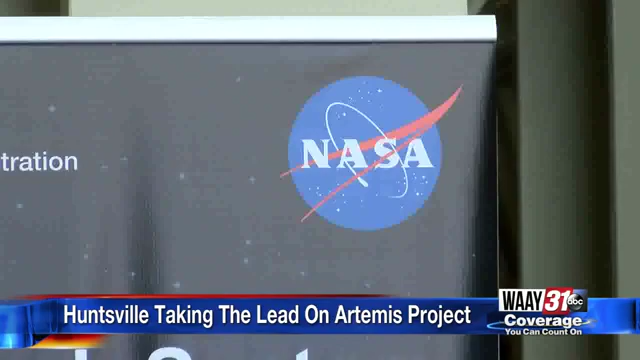 NASA
tration
Huntsville Taking The Lead On Artemis Project
WAAY 31 abc
Coverage
You Can Count On